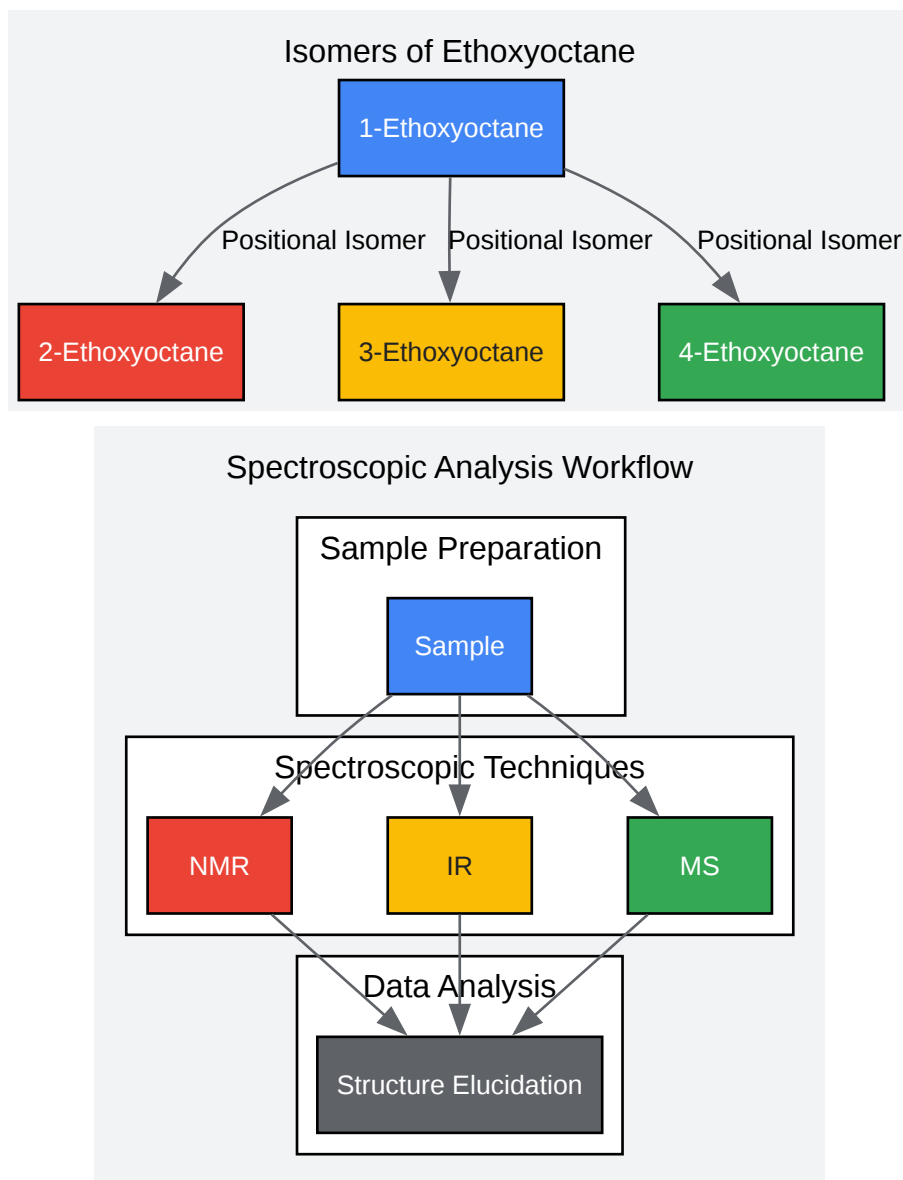 Isomers of Ethoxyoctane
1-Ethoxyoctane
Positional Isomer Positional Isomer Positional Isomer
2-Ethoxyoctane 3-Ethoxyoctane 4-Ethoxyoctane
Spectroscopic Analysis Workflow
Sample Preparation
Sample
Spectroscopic Techniques
NMR IR MS
Data Analysis
Structure Elucidation